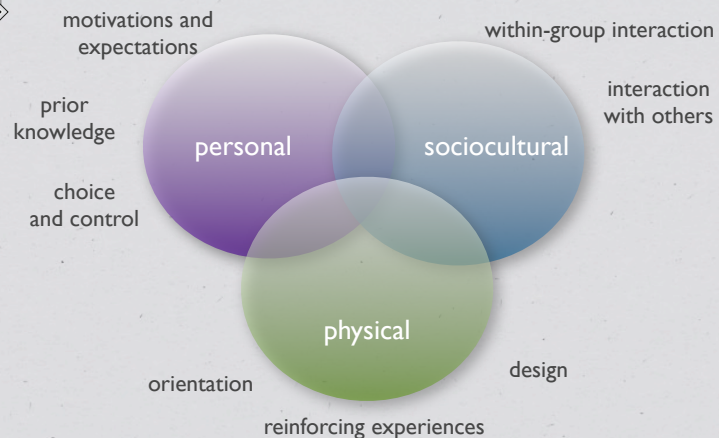 motivations and
expectations
within-group interaction
prior
knowledge
interaction
with others
personal
sociocultural
choice
and control
physical
design
orientation
reinforcing experiences